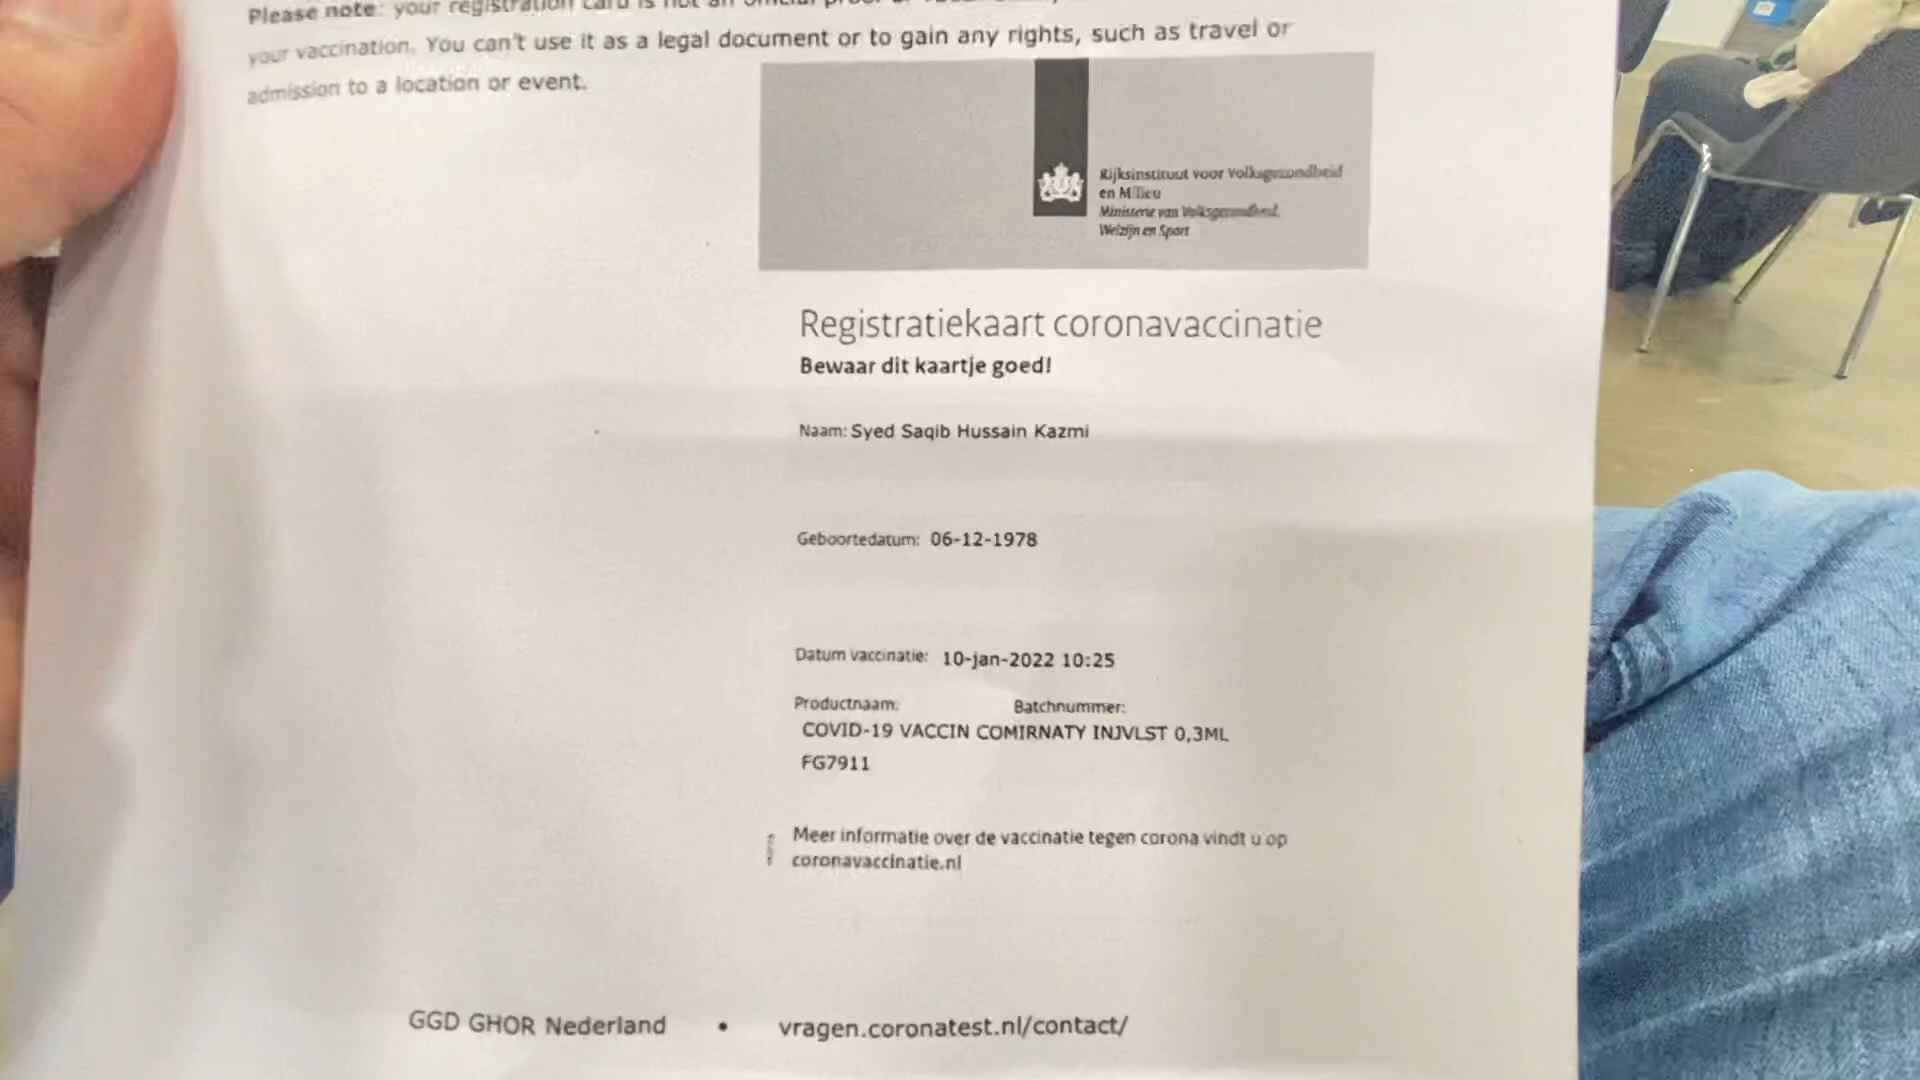 Please note: your registration card is not an official proof of
your vaccination. You can't use it as a legal document or to gain any rights, such as travel or
admission to a location or event.
Rijksinstituut voor Volksgezondheid
en Milieu
Ministerie van Volksgezondheid,
Welzijn en Sport
Registratiekaart coronavaccinatie
Bewaar dit kaartje goed!
Naam: Syed Saqib Hussain Kazmi
Geboortedatum: 06-12-1978
Datum vaccinatie: 10-jan-2022 10:25
Productnaam: Batchnummer:
COVID-19 VACCIN COMIRNATY INJVLST 0,3ML
FG7911
Meer informatie over de vaccinatie tegen corona vindt u op
coronavaccinatie.nl
GGD GHOR Nederland • vragen.coronatest.nl/contact/